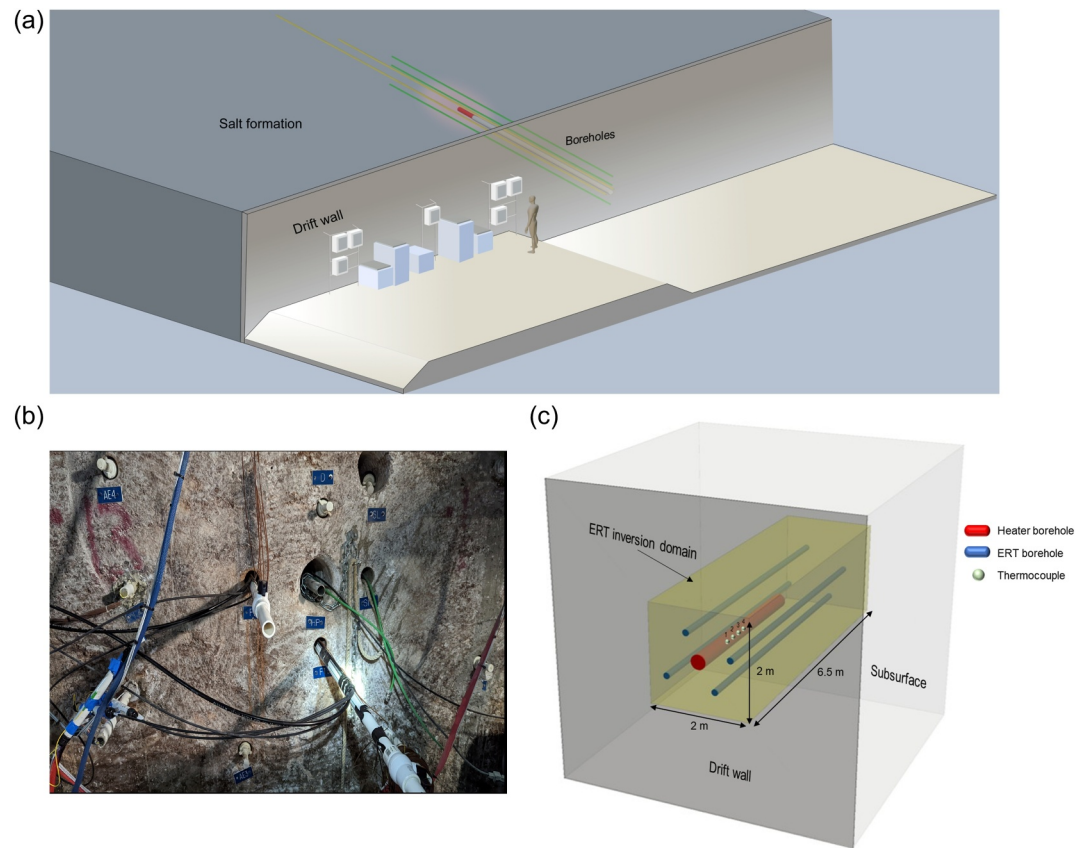 (a)
Salt formation
Boreholes
Drift wall
(b)
AE4
D
(c)
ERT inversion domain
Heater borehole
ERT borehole
Thermocouple
2 m
6.5 m
Subsurface
2 m
Drift wall